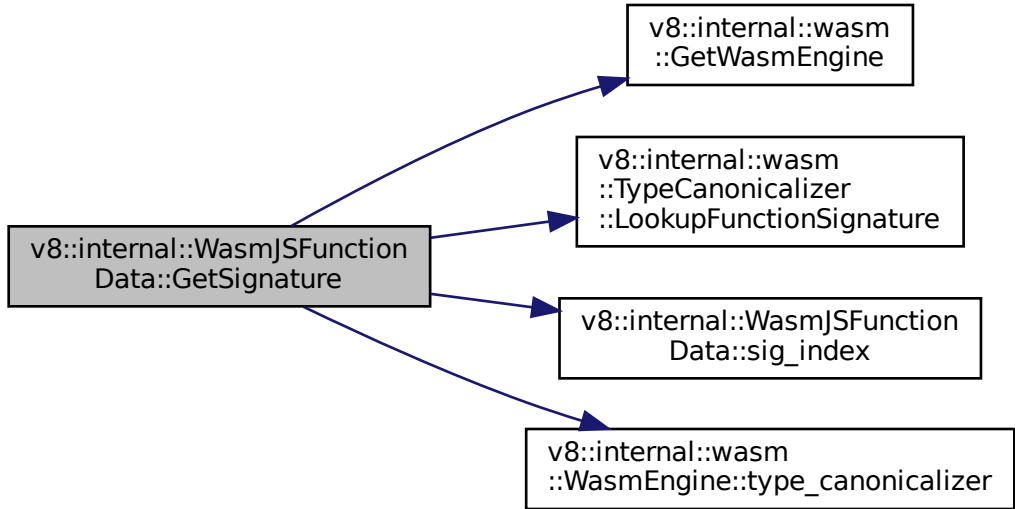 v8::internal::wasm
::GetWasmEngine
v8::internal::wasm
::TypeCanonicalizer
::LookupFunctionSignature
v8::internal::WasmJSFunction
Data::GetSignature
v8::internal::WasmJSFunction
Data::sig_index
v8::internal::wasm
::WasmEngine::type_canonicalizer